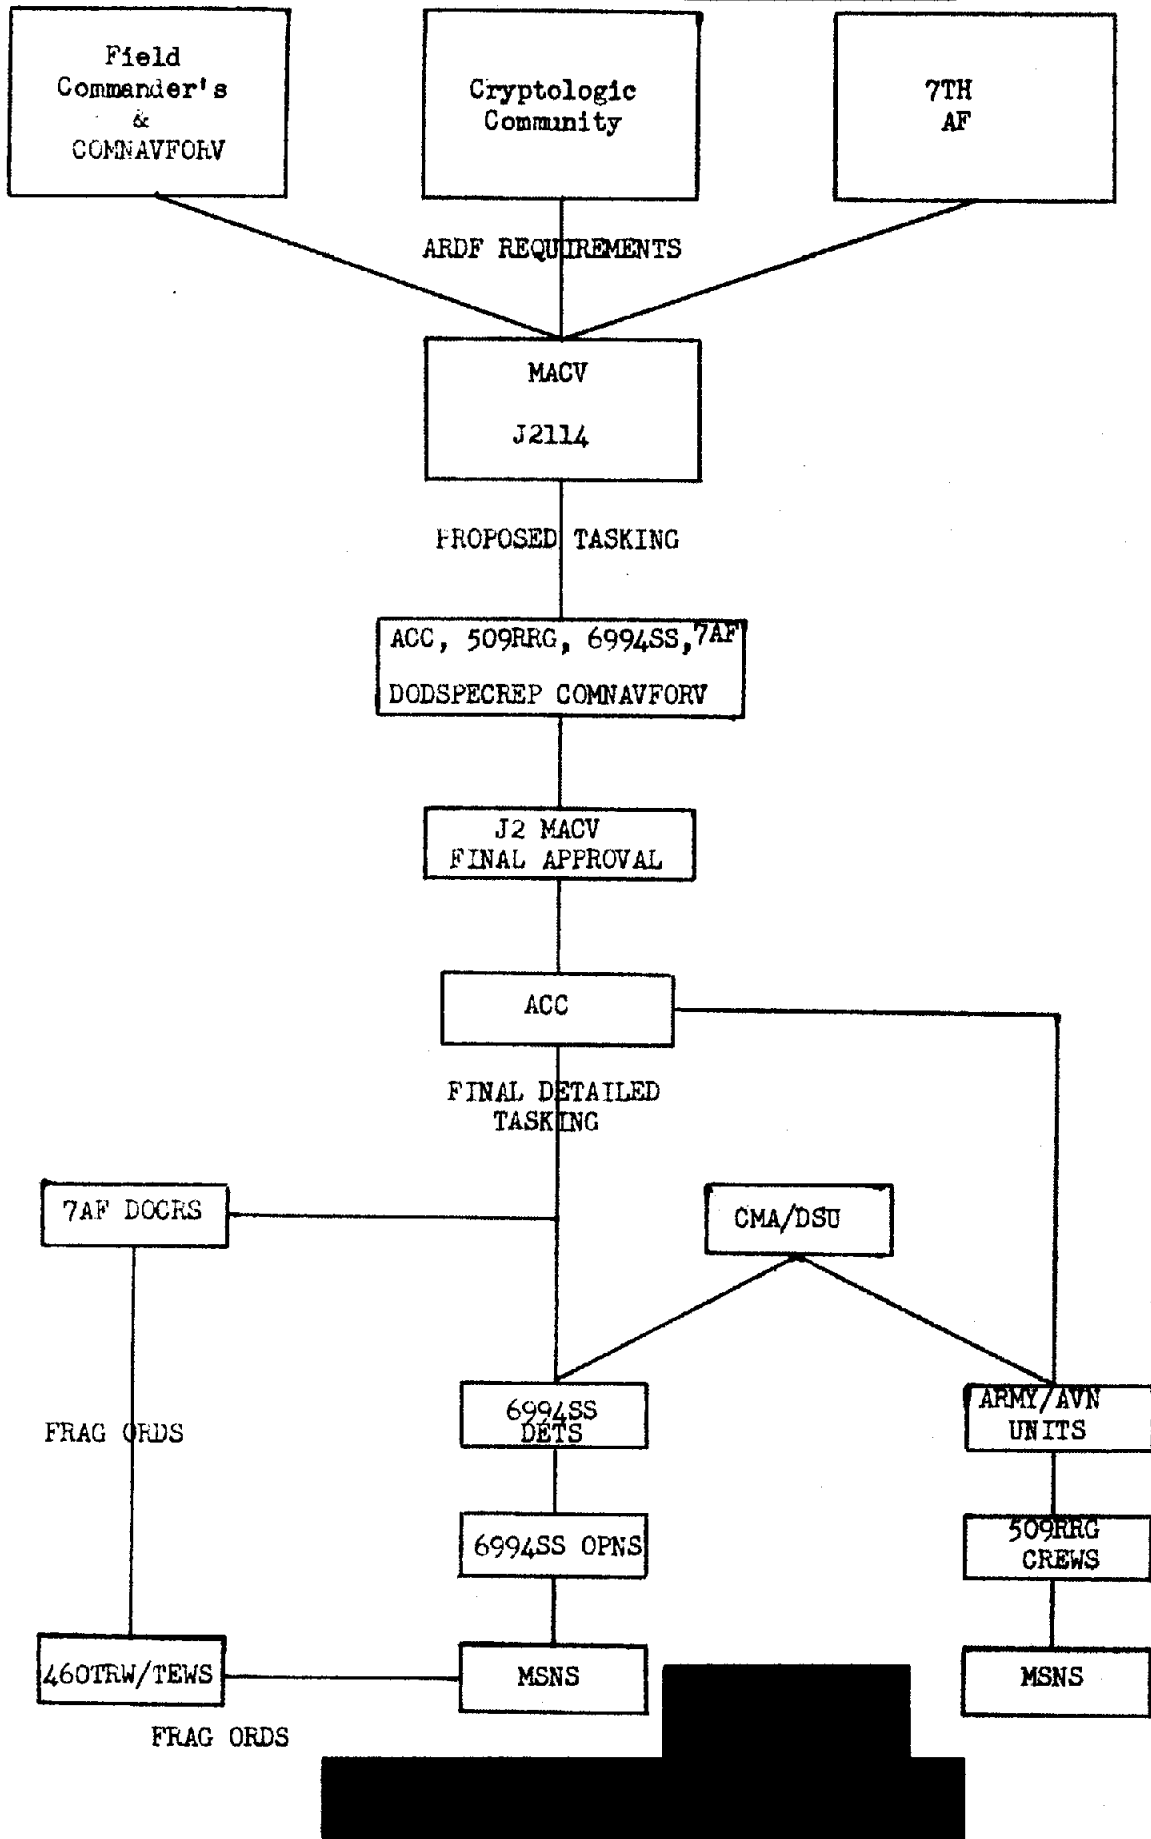 Field
Commander's
&
COMNAVFORV
Cryptologic
Community
7TH
AF
ARDF REQUIREMENTS
MACV
J2114
PROPOSED TASKING
ACC, 509RRG, 6994SS, 7AF
DODSPECREP COMNAVFORV
J2 MACV
FINAL APPROVAL
ACC
FINAL DETAILED
TASKING
7AF DOCRS
CMA/DSU
FRAG ORDS
6994SS
DETS
ARMY/AVN
UNITS
6994SS OPNS
509RRG
CREWS
460TRW/TEWS
MSNS
MSNS
FRAG ORDS